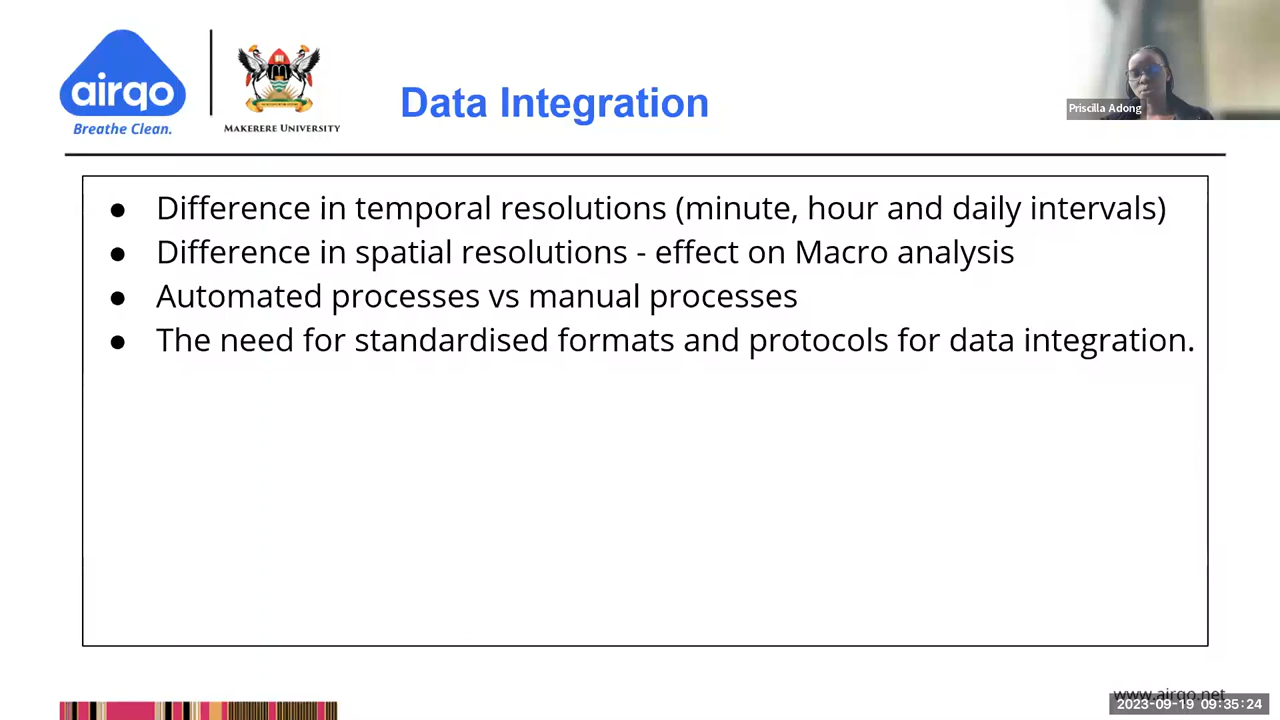 airqo
Breathe Clean.
MAKERERE UNIVERSITY
Data Integration
Priscilla Adong
● Difference in temporal resolutions (minute, hour and daily intervals)
● Difference in spatial resolutions - effect on Macro analysis
● Automated processes vs manual processes
● The need for standardised formats and protocols for data integration.
www.airqo.net
2023-09-19 09:35:24